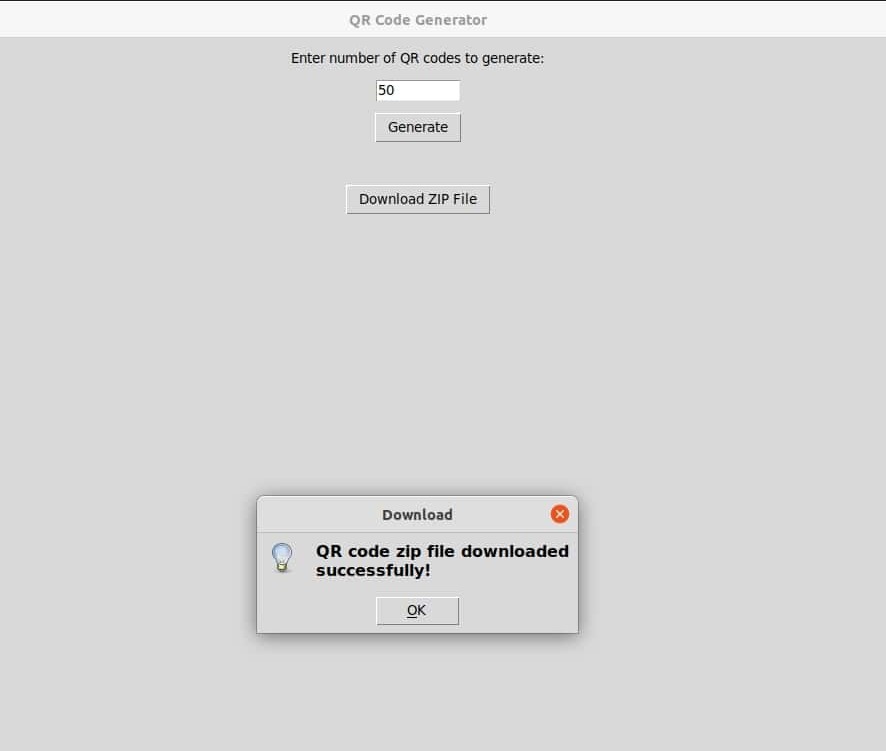 QR Code Generator
Enter number of QR codes to generate:
50
Generate
Download ZIP File
Download
QR code zip file downloaded
successfully!
OK